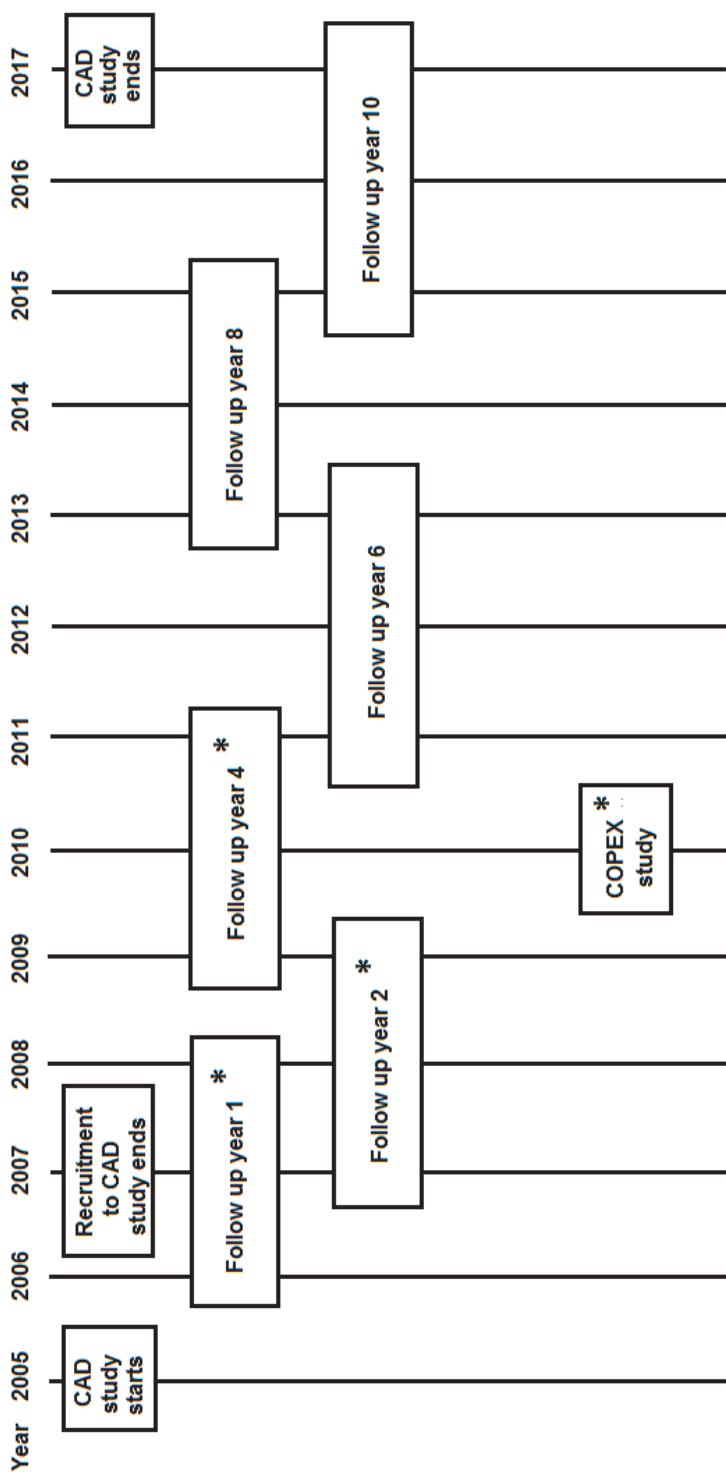 Year 2005 2006 2007 2008 2009 2010 2011 2012 2013 2014 2015 2016 2017
CAD
study
starts
Recruitment
to CAD
study ends
CAD
study
ends
Follow up year 1 *
Follow up year 4 *
Follow up year 8
Follow up year 2 *
Follow up year 6
Follow up year 10
COPEX *
study